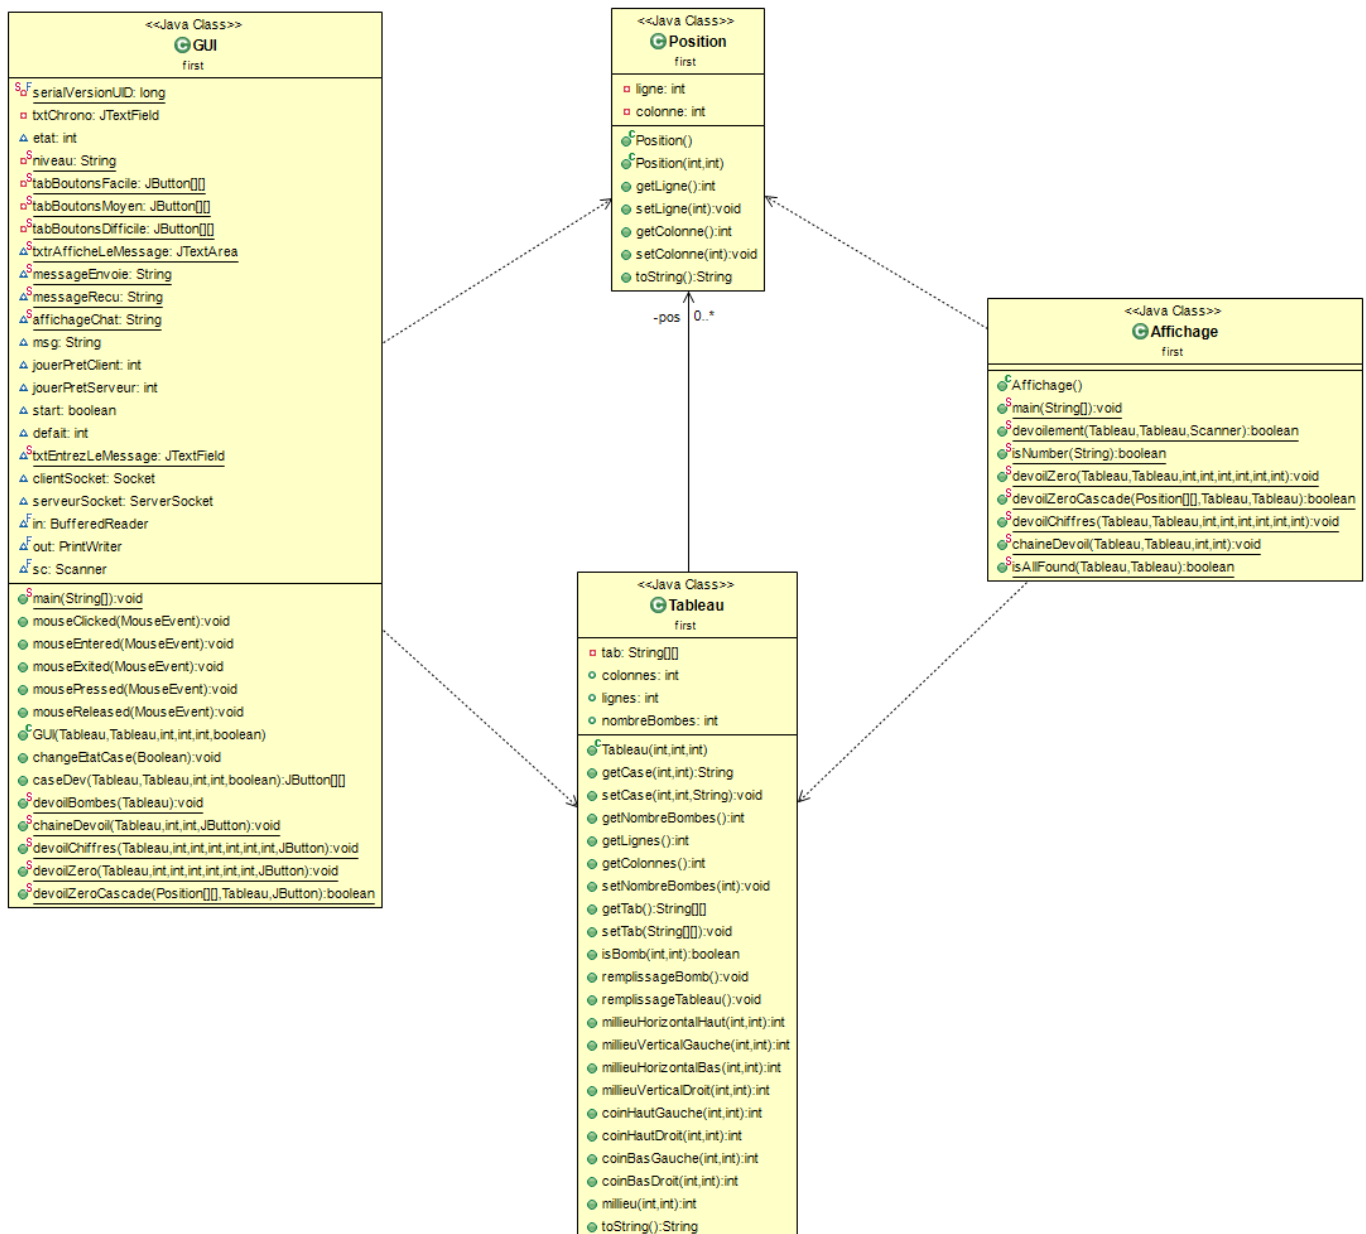 <<Java Class>>
GUI
first
serialVersionUID: long
txtChrono: JTextField
etat: int
niveau: String
tabBoutonsFacile: JButton[][]
tabBoutonsMoyen: JButton[][]
tabBoutonsDifficile: JButton[][]
txtrAfficheLeMessage: JTextArea
messageEnvoie: String
messageRecu: String
affichageChat: String
msg: String
jouerPretClient: int
jouerPretServeur: int
start: boolean
defait: int
txtEntrezLeMessage: JTextField
clientSocket: Socket
serveurSocket: ServerSocket
in: BufferedReader
out: PrintWriter
sc: Scanner
main(String[]):void
mouseClicked(MouseEvent):void
mouseEntered(MouseEvent):void
mouseExited(MouseEvent):void
mousePressed(MouseEvent):void
mouseReleased(MouseEvent):void
GUI(Tableau,Tableau,int,int,int,boolean)
changeEtatCase(Boolean):void
caseDev(Tableau,Tableau,int,int,boolean):JButton[][]
devoilBombes(Tableau):void
chaineDevoil(Tableau,int,int,JButton):void
devoilChiffres(Tableau,int,int,int,int,int,int,JButton):void
devoilZero(Tableau,int,int,int,int,int,int,JButton):void
devoilZeroCascade(Position[][],Tableau,JButton):boolean
<<Java Class>>
Position
first
ligne: int
colonne: int
Position()
Position(int,int)
getLigne():int
setLigne(int):void
getColonne():int
setColonne(int):void
toString():String
-pos 0..*
<<Java Class>>
Affichage
first
Affichage()
main(String[]):void
devoilement(Tableau,Tableau,Scanner):boolean
isNumber(String):boolean
devoilZero(Tableau,Tableau,int,int,int,int,int,int):void
devoilZeroCascade(Position[][],Tableau,Tableau):boolean
devoilChiffres(Tableau,Tableau,int,int,int,int,int,int):void
chaineDevoil(Tableau,Tableau,int,int):void
isAllFound(Tableau,Tableau):boolean
<<Java Class>>
Tableau
first
tab: String[][]
colonnes: int
lignes: int
nombreBombes: int
Tableau(int,int,int)
getCase(int,int):String
setCase(int,int,String):void
getNombreBombes():int
getLignes():int
getColonnes():int
setNombreBombes(int):void
getTab():String[][]
setTab(String[][]):void
isBomb(int,int):boolean
remplissageBomb():void
remplissageTableau():void
millieuHorizontalHaut(int,int):int
millieuVerticalGauche(int,int):int
millieuHorizontalBas(int,int):int
millieuVerticalDroit(int,int):int
coinHautGauche(int,int):int
coinHautDroit(int,int):int
coinBasGauche(int,int):int
coinBasDroit(int,int):int
millieu(int,int):int
toString():String